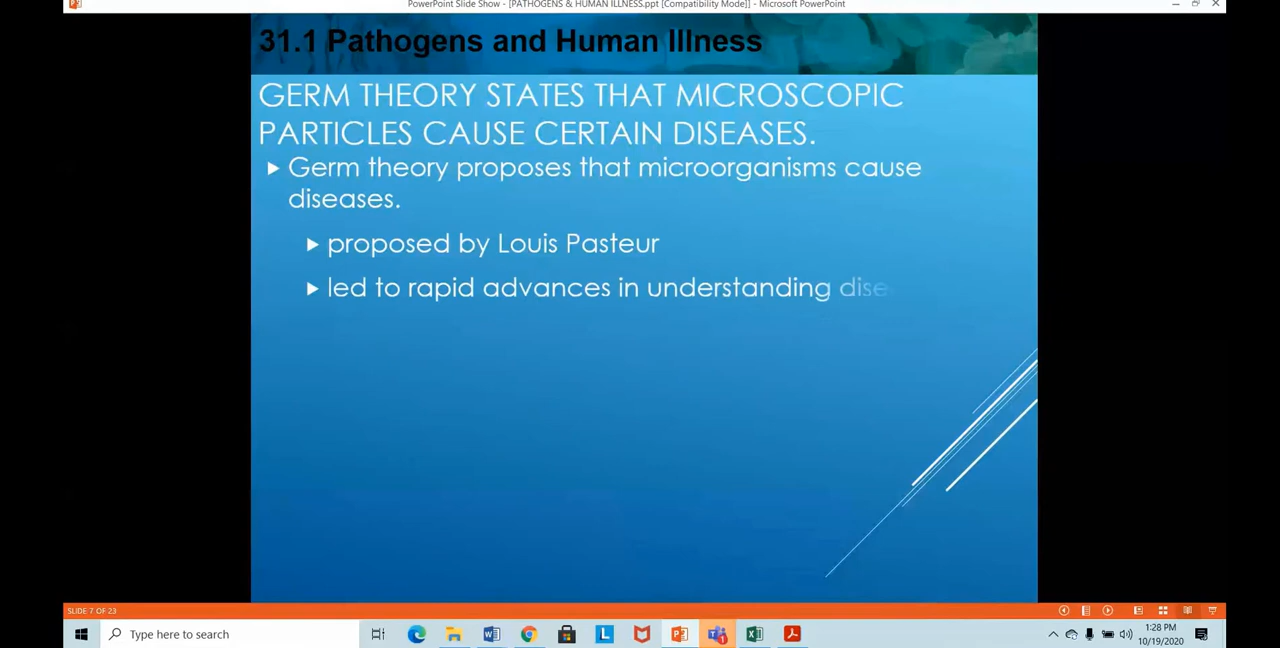 PowerPoint Slide Show - [PATHOGENS & HUMAN ILLNESS.ppt [Compatibility Mode]] - Microsoft PowerPoint
31.1 Pathogens and Human Illness
GERM THEORY STATES THAT MICROSCOPIC
PARTICLES CAUSE CERTAIN DISEASES.
Germ theory proposes that microorganisms cause
diseases.
proposed by Louis Pasteur
led to rapid advances in understanding dise
SLIDE 7 OF 23
Type here to search
1:28 PM
10/19/2020